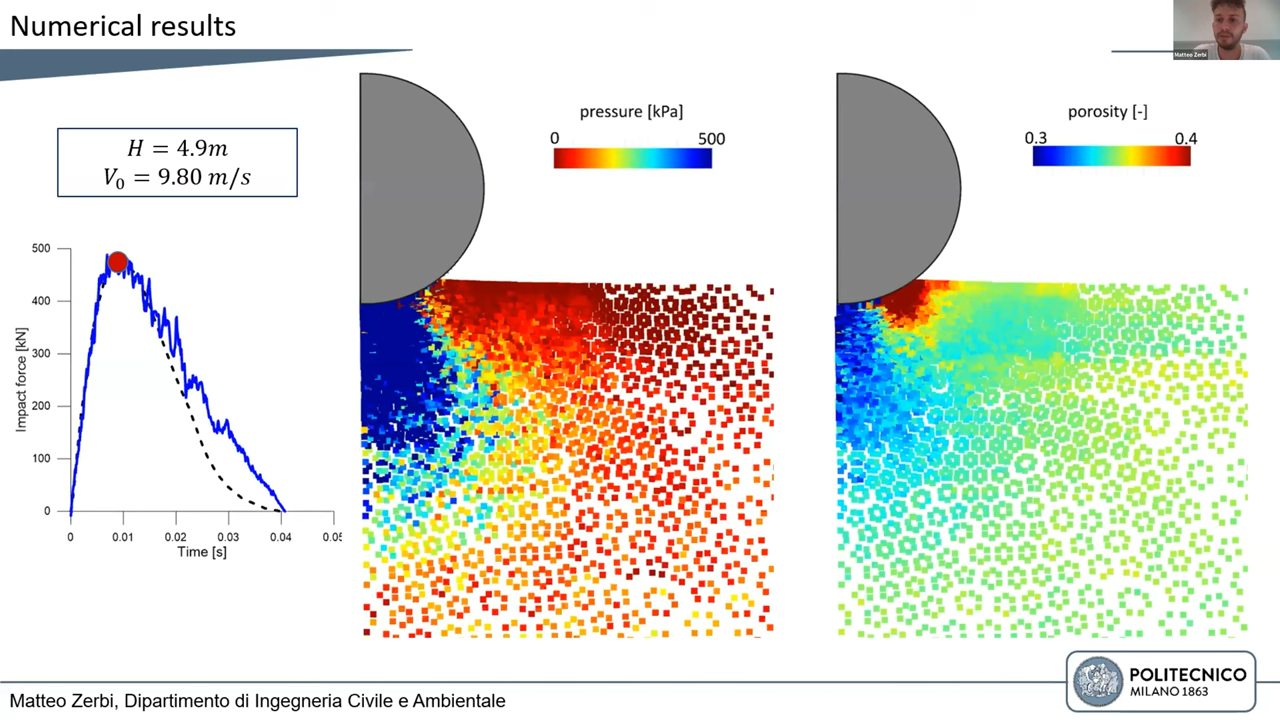 Numerical results
Matteo Zerbi
H = 4.9m
V₀ = 9.80 m/s
pressure [kPa]
0 500
porosity [-]
0.3 0.4
Impact force [kN]
500
400
300
200
100
0
0 0.01 0.02 0.03 0.04 0.05
Time [s]
POLITECNICO
MILANO 1863
Matteo Zerbi, Dipartimento di Ingegneria Civile e Ambientale